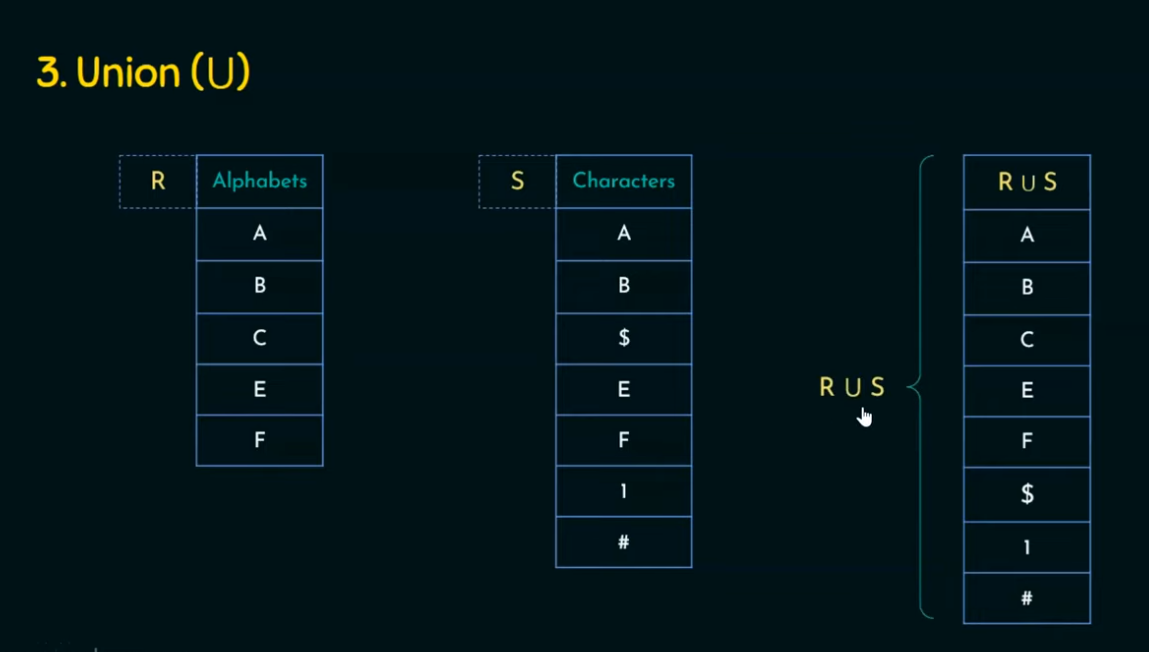 3. Union (∪)
R Alphabets
A
B
C
E
F
S Characters
A
B
$
E
F
1
#
R ∪ S
R ∪ S
A
B
C
E
F
$
1
#